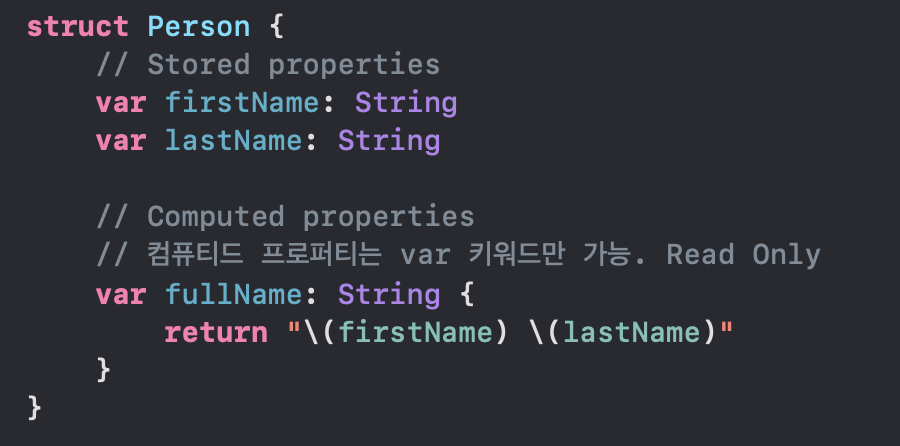 struct Person {
    // Stored properties
    var firstName: String
    var lastName: String

    // Computed properties
    // 컴퓨티드 프로퍼티는 var 키워드만 가능. Read Only
    var fullName: String {
        return "\(firstName) \(lastName)"
    }
}